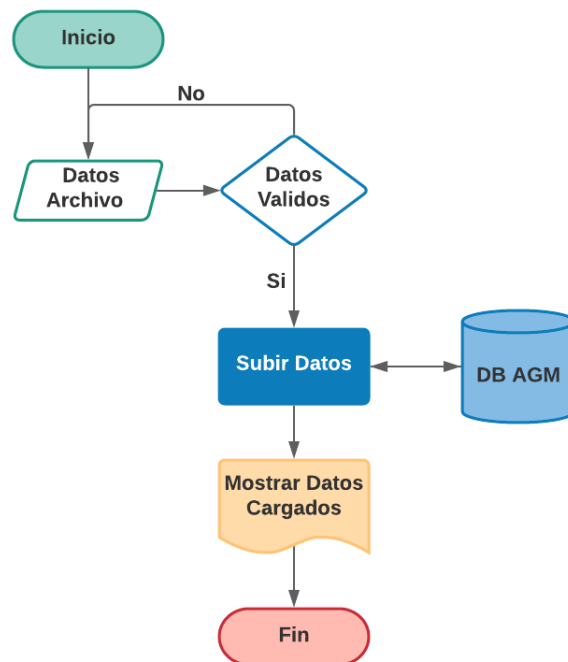 Inicio
No
Datos
Archivo
Datos
Validos
Si
Subir Datos
DB AGM
Mostrar Datos
Cargados
Fin